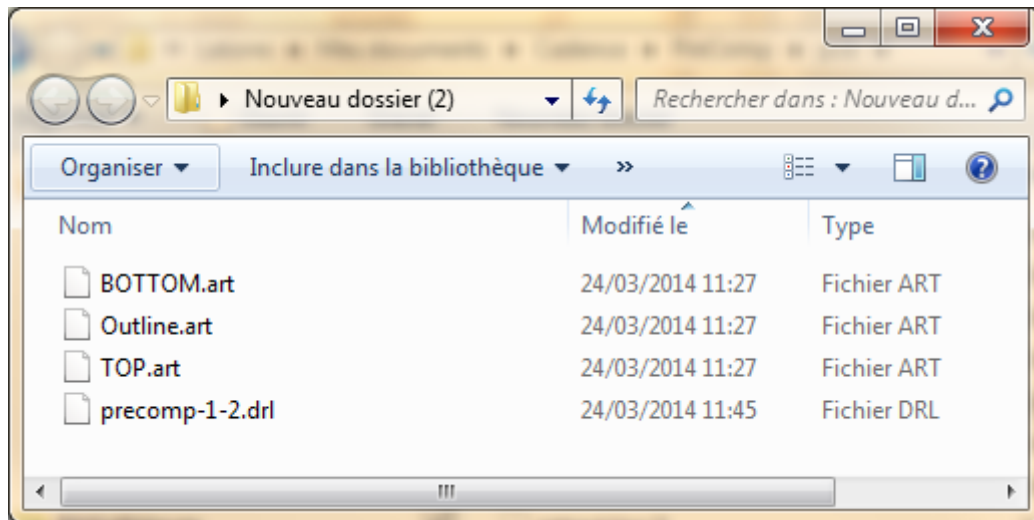 Nouveau dossier (2)
Rechercher dans : Nouveau d...
Organiser
Inclure dans la bibliothèque
»
Nom
Modifié le
Type
BOTTOM.art
24/03/2014 11:27
Fichier ART
Outline.art
24/03/2014 11:27
Fichier ART
TOP.art
24/03/2014 11:27
Fichier ART
precomp-1-2.drl
24/03/2014 11:45
Fichier DRL